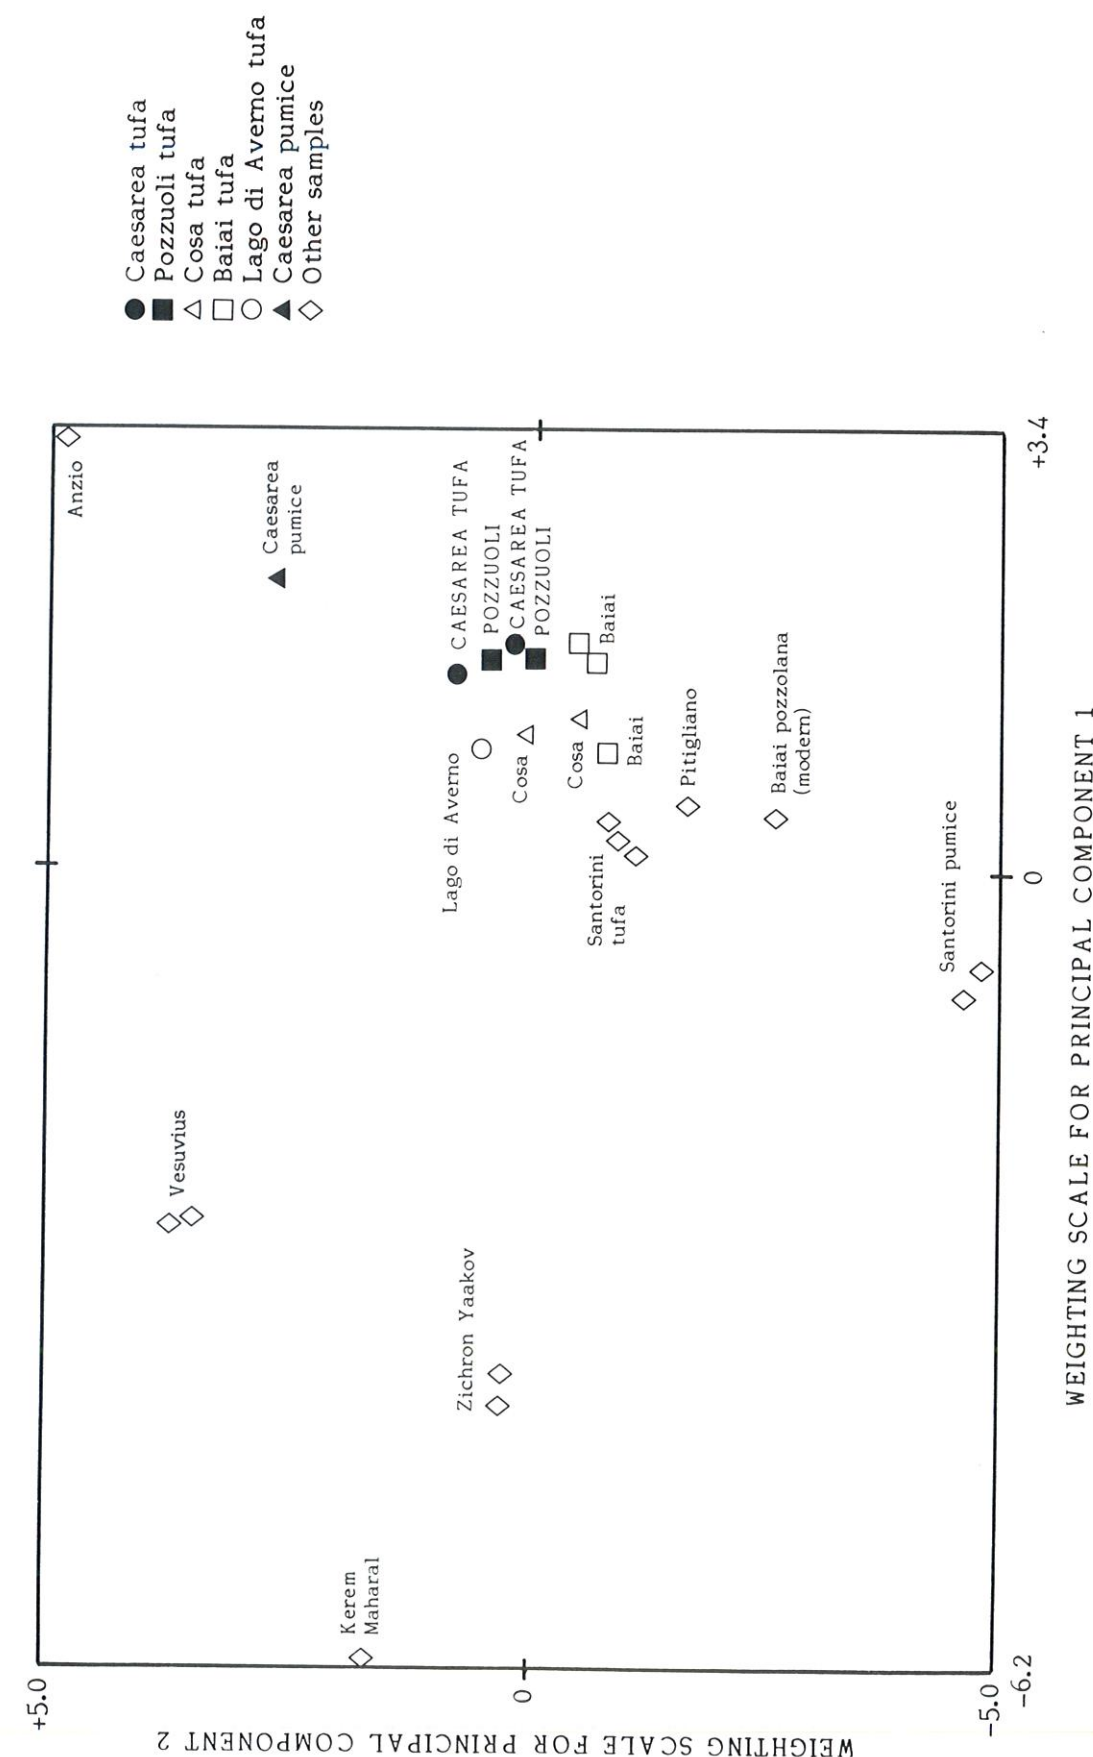 +5.0
0
-5.0
WEIGHTING SCALE FOR PRINCIPAL COMPONENT 2
-6.2
0
+3.4
WEIGHTING SCALE FOR PRINCIPAL COMPONENT 1
Anzio
Caesarea
pumice
Vesuvius
Kerem
Maharal
Zichron Yaakov
Lago di Averno
CAESAREA TUFA
POZZUOLI
CAESAREA TUFA
POZZUOLI
Cosa
Cosa
Baiai
Baiai
Santorini
tufa
Pitigliano
Baiai pozzolana
(modern)
Santorini pumice
Caesarea tufa
Pozzuoli tufa
Cosa tufa
Baiai tufa
Lago di Averno tufa
Caesarea pumice
Other samples